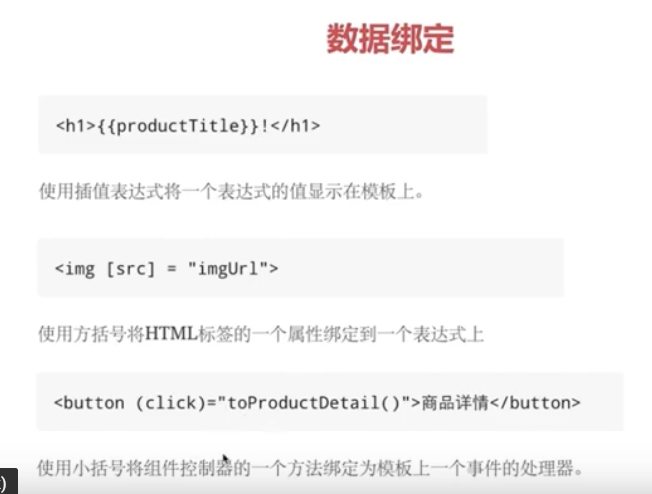 数据绑定
<h1>{{productTitle}}!</h1>
使用插值表达式将一个表达式的值显示在模板上。
<img [src] = "imgUrl">
使用方括号将HTML标签的一个属性绑定到一个表达式上
<button (click)="toProductDetail()">商品详情</button>
使用小括号将组件控制器的一个方法绑定为模板上一个事件的处理器。